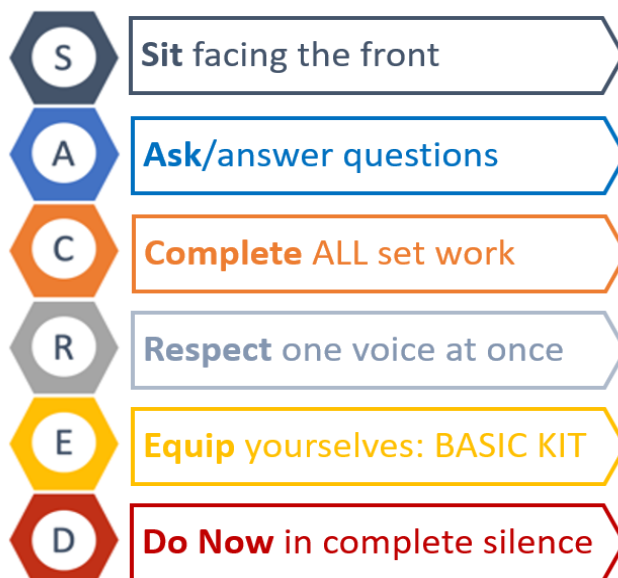 S Sit facing the front
A Ask/answer questions
C Complete ALL set work
R Respect one voice at once
E Equip yourselves: BASIC KIT
D Do Now in complete silence